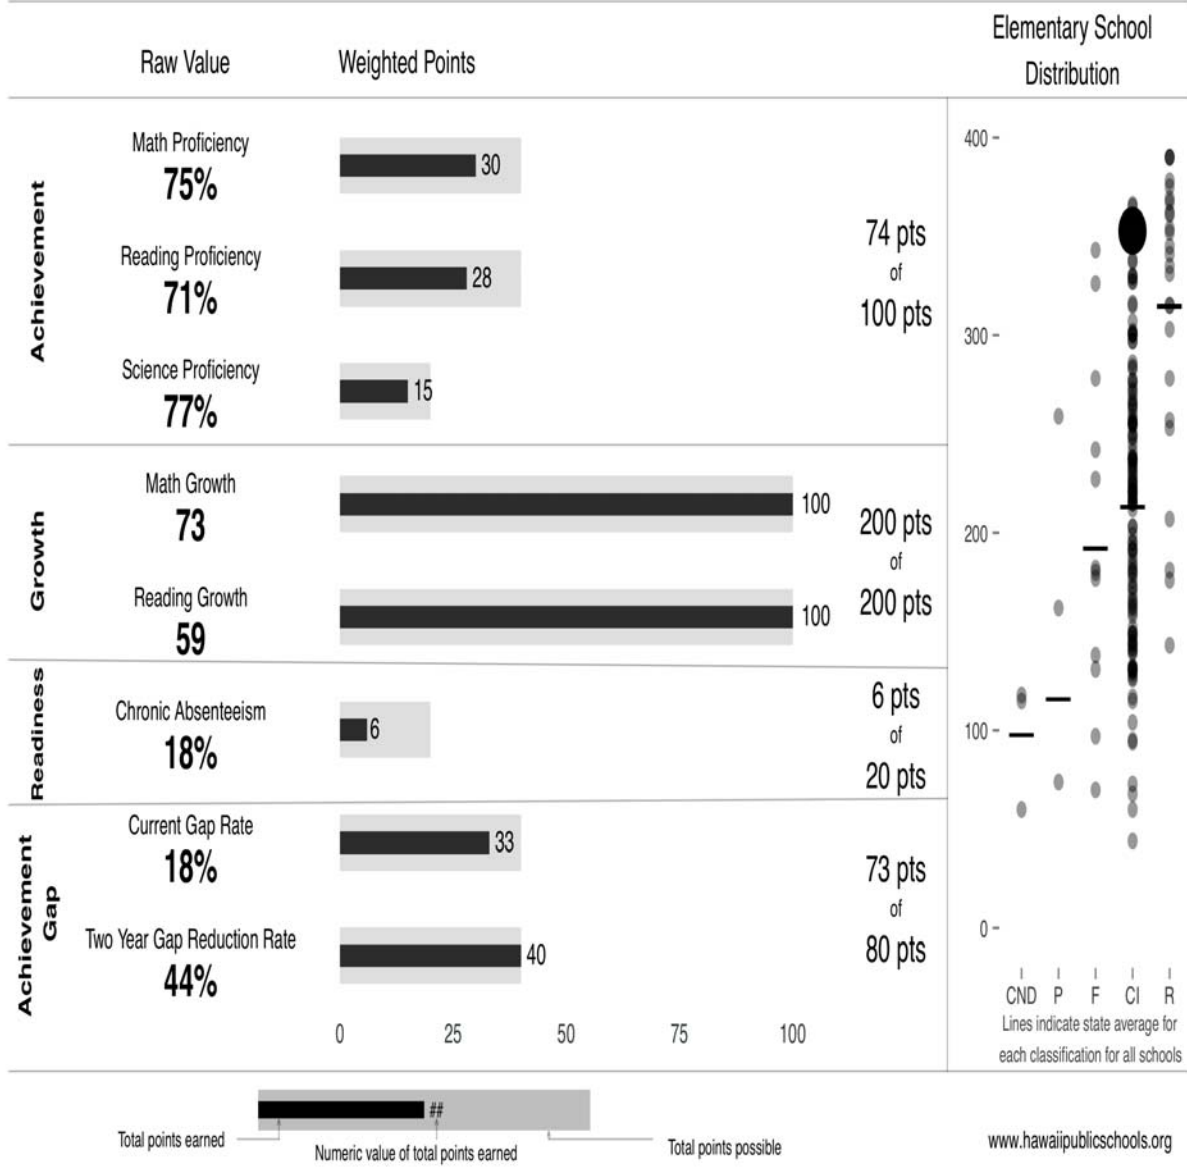 Raw Value
Weighted Points
Elementary School
Distribution
Achievement
Math Proficiency
75%
30
Reading Proficiency
71%
28
Science Proficiency
77%
15
74 pts
of
100 pts
Growth
Math Growth
73
100
Reading Growth
59
100
200 pts
of
200 pts
Readiness
Chronic Absenteeism
18%
6
6 pts
of
20 pts
Achievement
Gap
Current Gap Rate
18%
33
Two Year Gap Reduction Rate
44%
40
73 pts
of
80 pts
0 25 50 75 100
400
300
200
100
0
CND P F CI R
Lines indicate state average for
each classification for all schools
##
Total points earned
Numeric value of total points earned
Total points possible
www.hawaiipublicschools.org